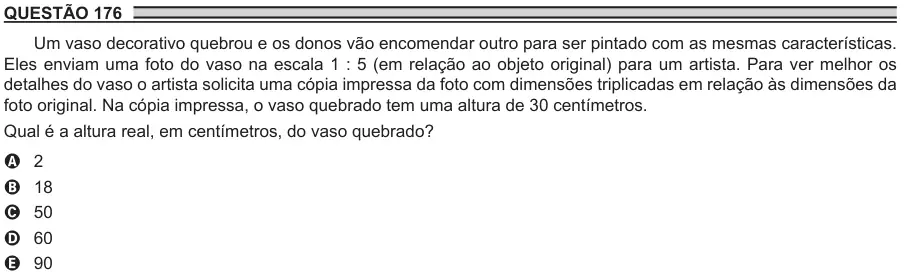 QUESTÃO 176
Um vaso decorativo quebrou e os donos vão encomendar outro para ser pintado com as mesmas características.
Eles enviam uma foto do vaso na escala 1 : 5 (em relação ao objeto original) para um artista. Para ver melhor os
detalhes do vaso o artista solicita uma cópia impressa da foto com dimensões triplicadas em relação às dimensões da
foto original. Na cópia impressa, o vaso quebrado tem uma altura de 30 centímetros.
Qual é a altura real, em centímetros, do vaso quebrado?
A 2
B 18
C 50
D 60
E 90